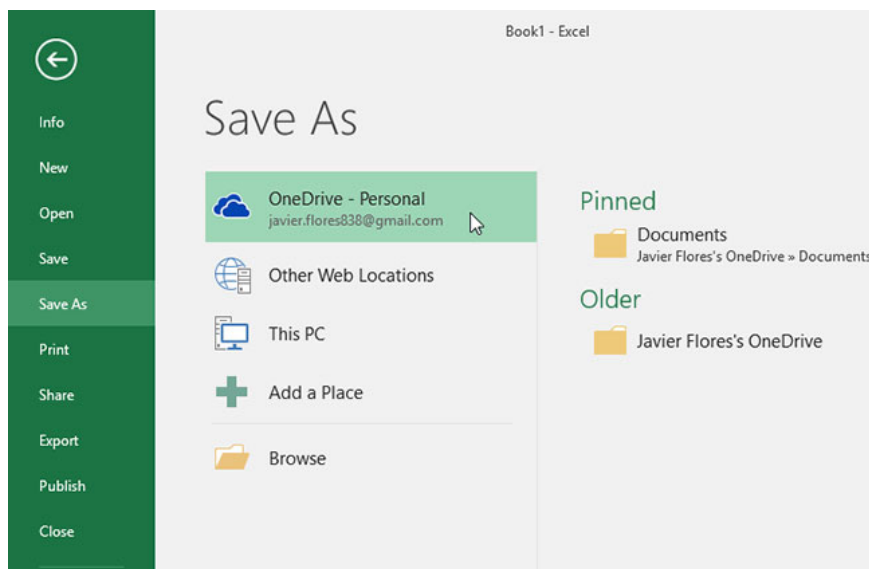 Book1 - Excel
Info
New
Open
Save
Save As
Print
Share
Export
Publish
Close
Save As
OneDrive - Personal
javier.flores838@gmail.com
Other Web Locations
This PC
Add a Place
Browse
Pinned
Documents
Javier Flores's OneDrive » Documents
Older
Javier Flores's OneDrive